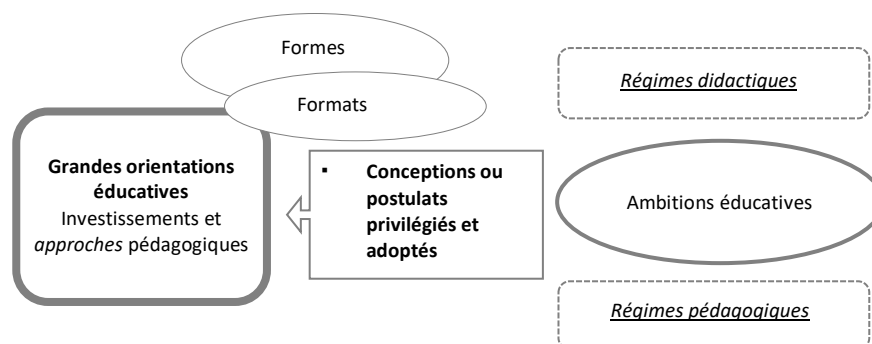 Formes
Formats
Grandes orientations
éducatives
Investissements et
approches pédagogiques
▪ Conceptions ou
postulats
privilégiés et
adoptés
Régimes didactiques
Ambitions éducatives
Régimes pédagogiques